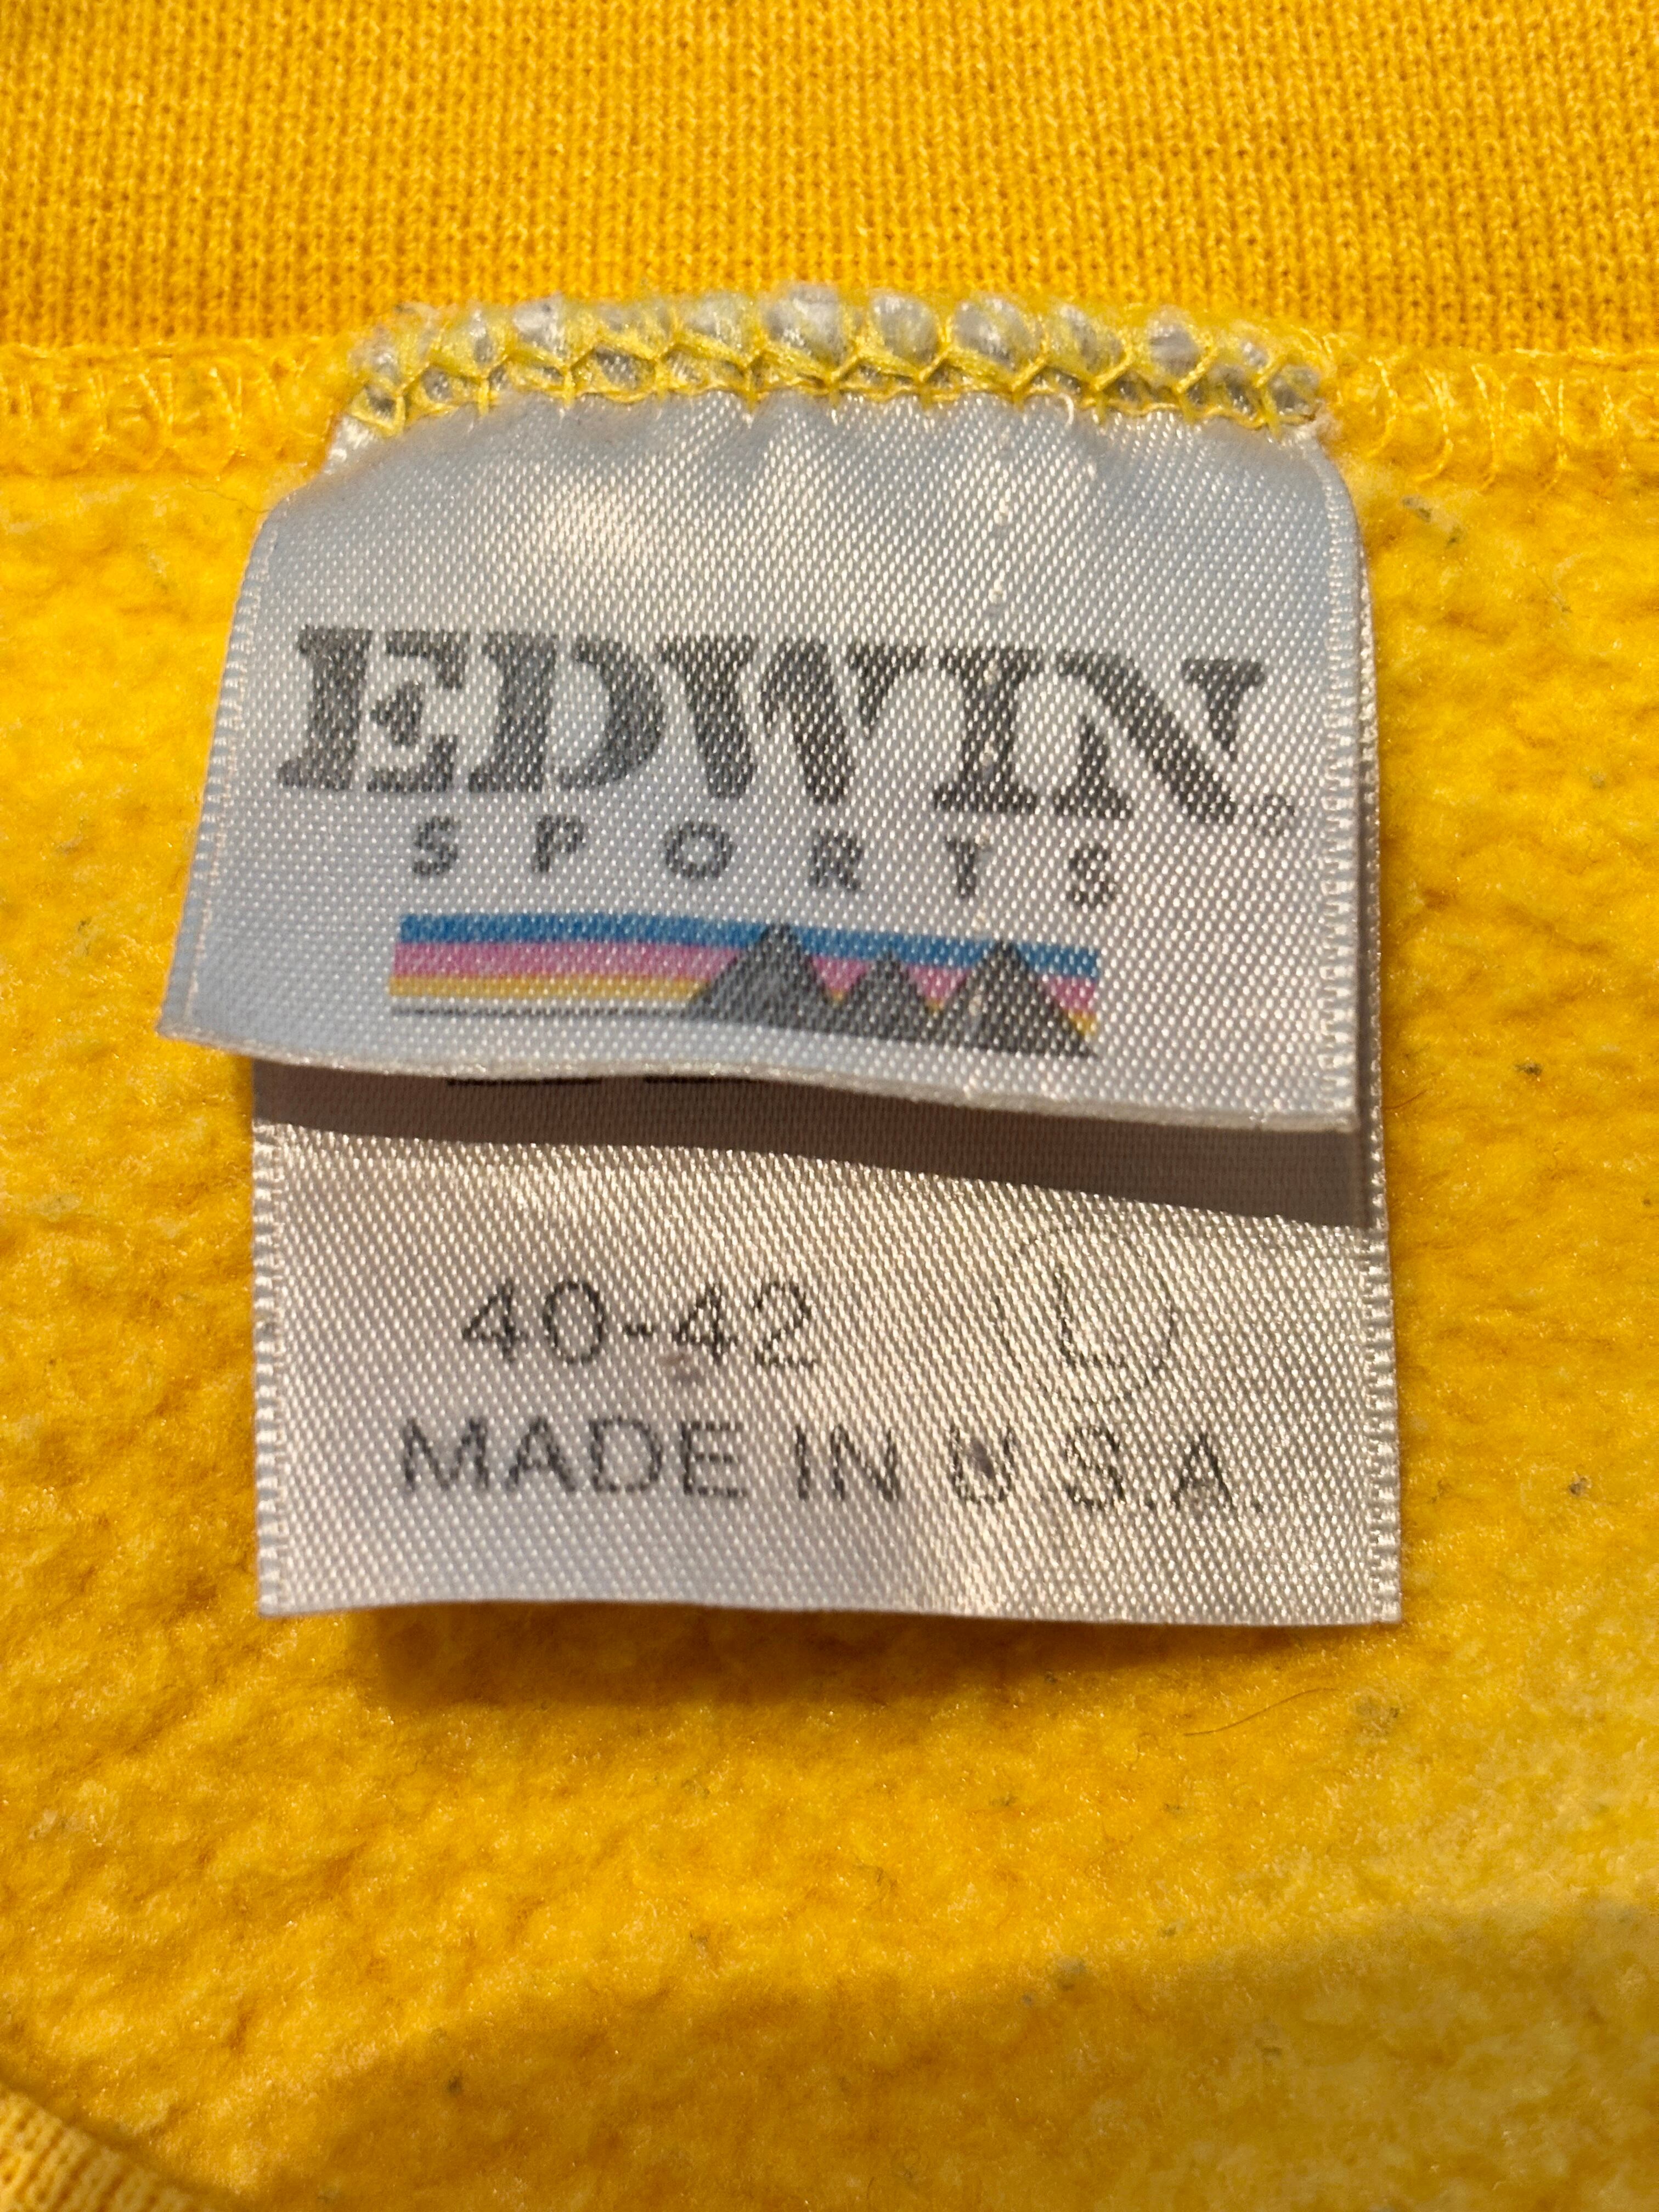 EDWIN®
SPORTS
40-42 L
MADE IN U.S.A.